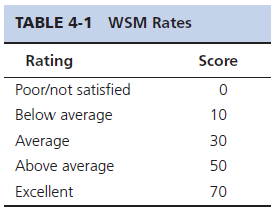 TABLE 4-1 WSM Rates
Rating Score
Poor/not satisfied 0
Below average 10
Average 30
Above average 50
Excellent 70